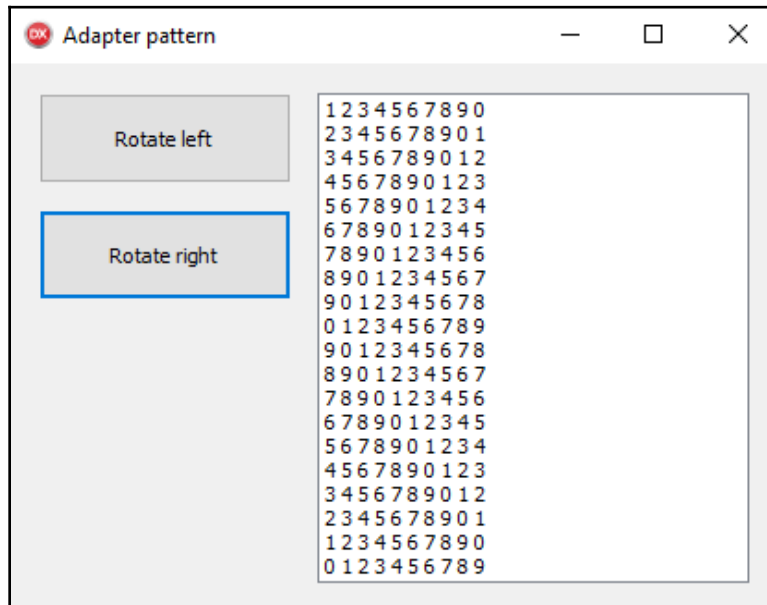 DX Adapter pattern
Rotate left
Rotate right
1 2 3 4 5 6 7 8 9 0
2 3 4 5 6 7 8 9 0 1
3 4 5 6 7 8 9 0 1 2
4 5 6 7 8 9 0 1 2 3
5 6 7 8 9 0 1 2 3 4
6 7 8 9 0 1 2 3 4 5
7 8 9 0 1 2 3 4 5 6
8 9 0 1 2 3 4 5 6 7
9 0 1 2 3 4 5 6 7 8
0 1 2 3 4 5 6 7 8 9
9 0 1 2 3 4 5 6 7 8
8 9 0 1 2 3 4 5 6 7
7 8 9 0 1 2 3 4 5 6
6 7 8 9 0 1 2 3 4 5
5 6 7 8 9 0 1 2 3 4
4 5 6 7 8 9 0 1 2 3
3 4 5 6 7 8 9 0 1 2
2 3 4 5 6 7 8 9 0 1
1 2 3 4 5 6 7 8 9 0
0 1 2 3 4 5 6 7 8 9